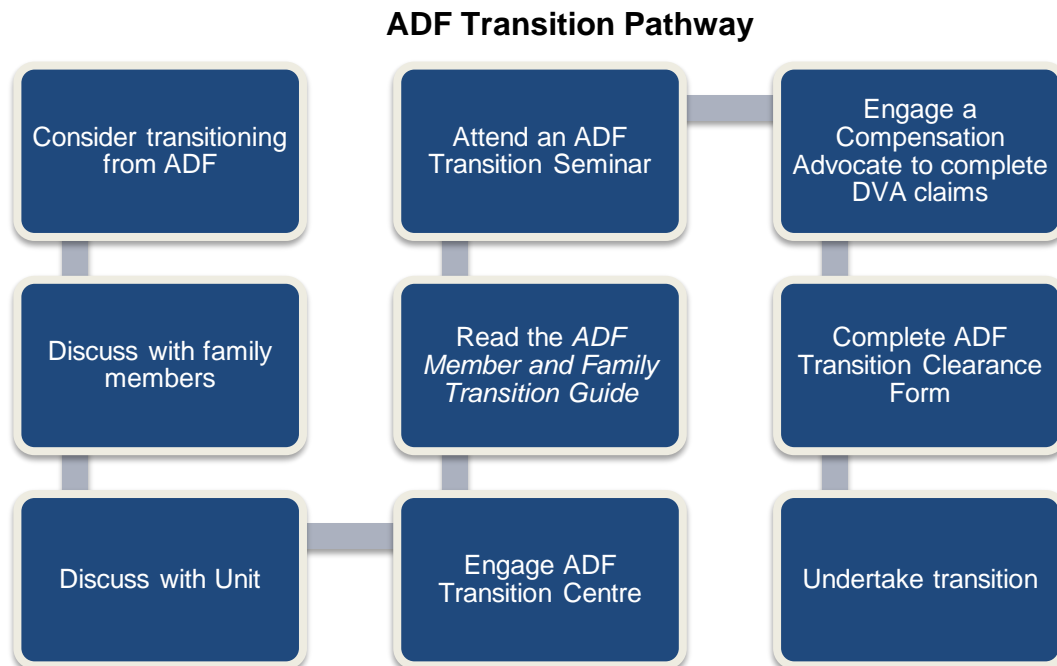 ADF Transition Pathway
Consider transitioning
from ADF
Discuss with family
members
Discuss with Unit
Engage ADF
Transition Centre
Read the ADF
Member and Family
Transition Guide
Attend an ADF
Transition Seminar
Engage a
Compensation
Advocate to complete
DVA claims
Complete ADF
Transition Clearance
Form
Undertake transition